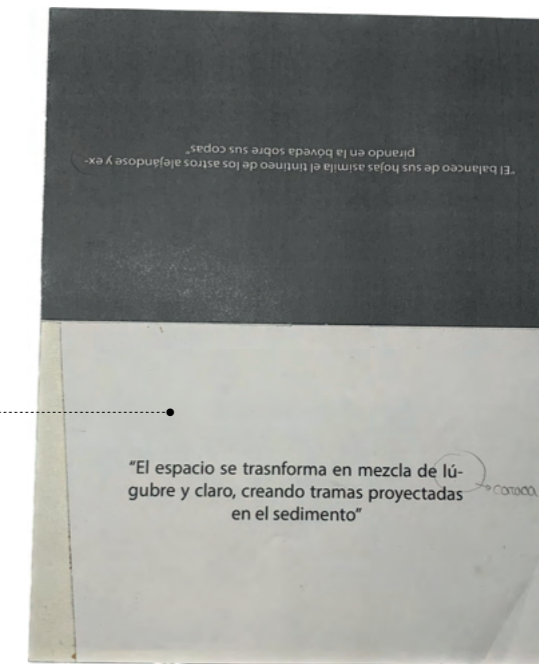 "El balanceo de sus hojas asimila el tintineo de los astros alejándose y ex-
pirando en la bóveda sobre sus copas"
"El espacio se trasnforma en mezcla de lú-
gubre y claro, creando tramas proyectadas
en el sedimento"